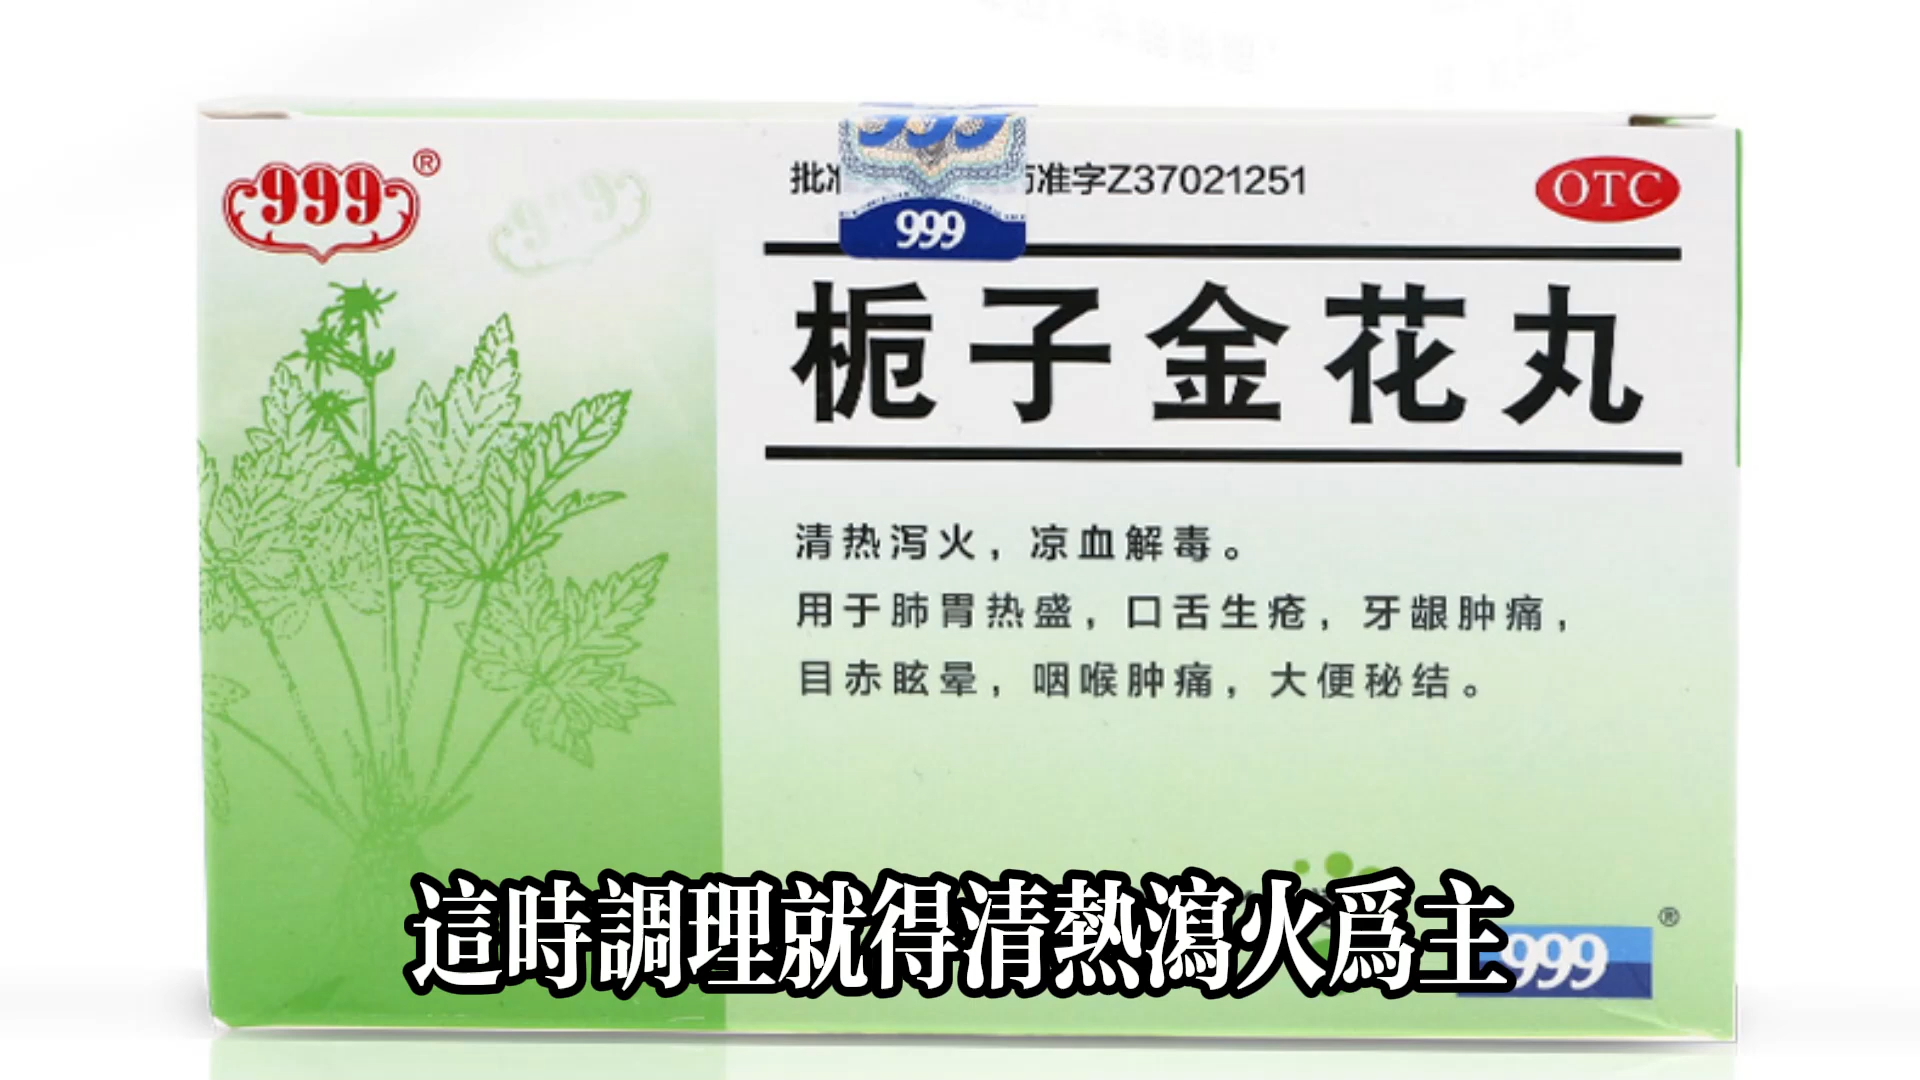 999®
批准
药准字Z37021251
999
999
OTC
栀子金花丸
清热泻火，凉血解毒。
用于肺胃热盛，口舌生疮，牙龈肿痛，
目赤眩晕，咽喉肿痛，大便秘结。
這時調理就得清熱瀉火爲主
999®